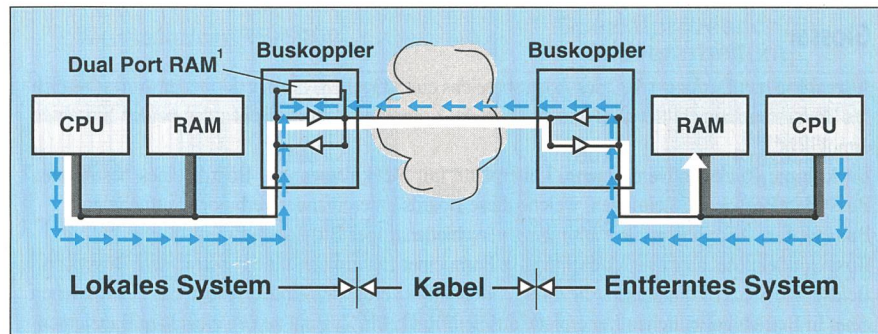 Buskoppler
Buskoppler
Dual Port RAM¹
CPU
RAM
RAM
CPU
Lokales System
Kabel
Entferntes System